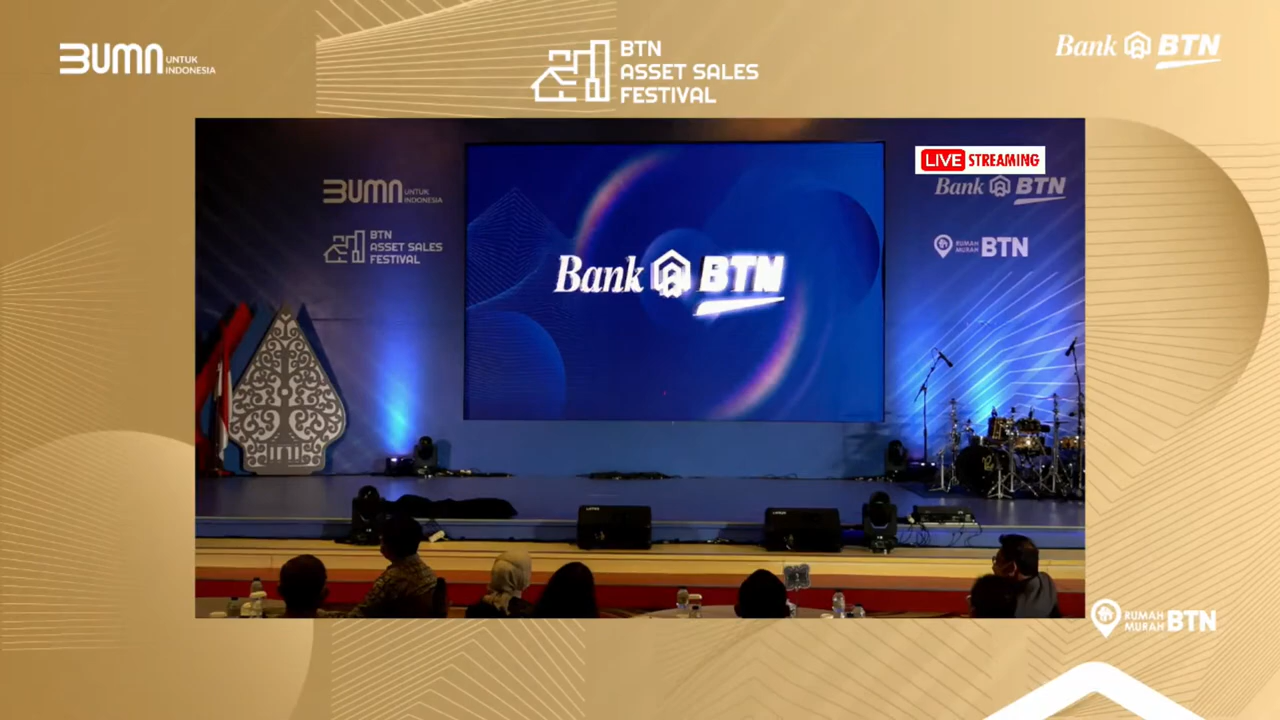 BUMN
UNTUK
INDONESIA
BTN
ASSET SALES
FESTIVAL
Bank BTN
LIVE STREAMING
BUMN
UNTUK
INDONESIA
BTN
ASSET SALES
FESTIVAL
Bank BTN
Bank BTN
RUMAH
MURAH BTN
RUMAH
MURAH BTN